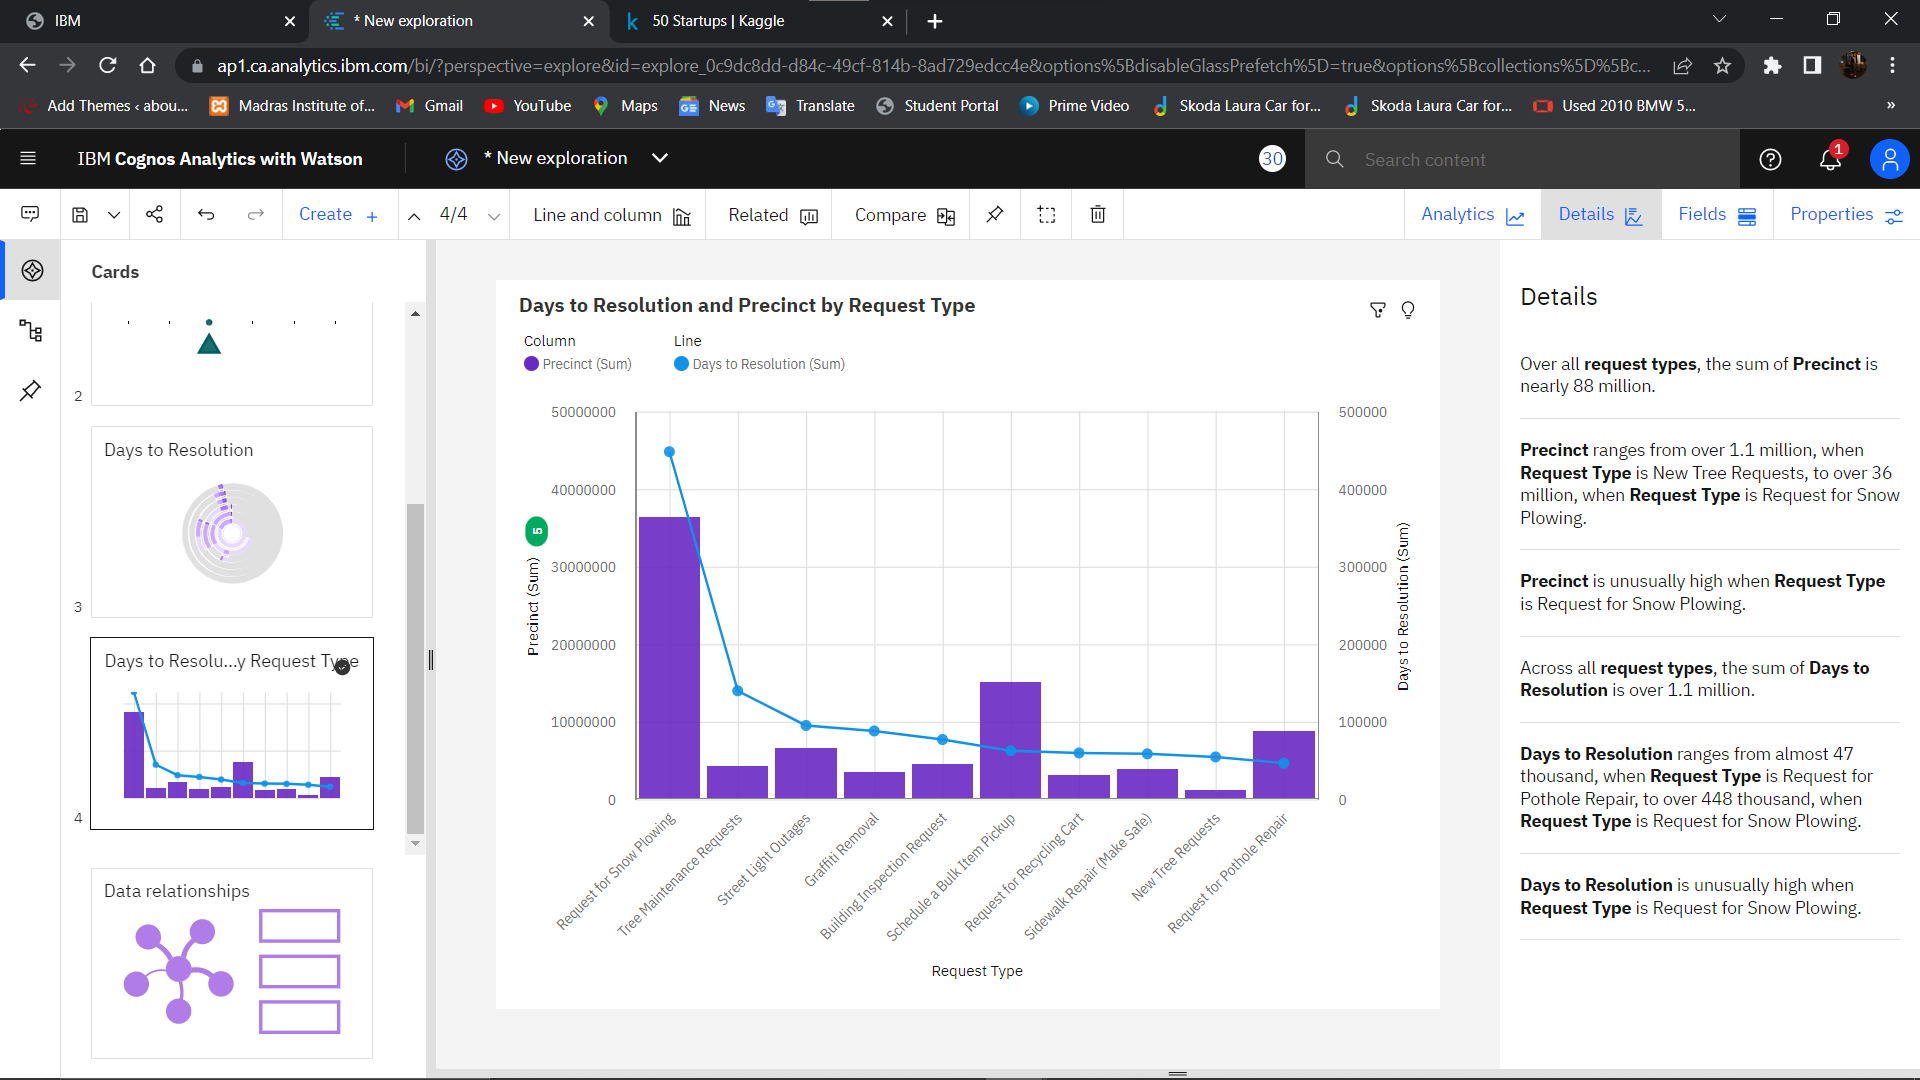 IBM
* New exploration
50 Startups | Kaggle
ap1.ca.analytics.ibm.com/bi/?perspective=explore&id=explore_0c9dc8dd-d84c-49cf-814b-8ad729edcc4e&options%5BdisableGlassPrefetch%5D=true&options%5Bcollections%5D%5Bc...
Add Themes ‹ abou...
Madras Institute of...
Gmail
YouTube
Maps
News
Translate
Student Portal
Prime Video
Skoda Laura Car for...
Skoda Laura Car for...
Used 2010 BMW 5...
»
IBM Cognos Analytics with Watson
* New exploration
30
Search content
1
Create +
4/4
Line and column
Related
Compare
Analytics
Details
Fields
Properties
Cards
2
Days to Resolution
3
Days to Resolu...y Request Type
4
Data relationships
Days to Resolution and Precinct by Request Type
Column
Line
Precinct (Sum)
Days to Resolution (Sum)
50000000
40000000
30000000
20000000
10000000
0
5
Precinct (Sum)
500000
400000
300000
200000
100000
0
Days to Resolution (Sum)
Request for Snow Plowing
Tree Maintenance Requests
Street Light Outages
Graffiti Removal
Building Inspection Request
Schedule a Bulk Item Pickup
Request for Recycling Cart
Sidewalk Repair (Make Safe)
New Tree Requests
Request for Pothole Repair
Request Type
Details
Over all request types, the sum of Precinct is
nearly 88 million.
Precinct ranges from over 1.1 million, when
Request Type is New Tree Requests, to over 36
million, when Request Type is Request for Snow
Plowing.
Precinct is unusually high when Request Type
is Request for Snow Plowing.
Across all request types, the sum of Days to
Resolution is over 1.1 million.
Days to Resolution ranges from almost 47
thousand, when Request Type is Request for
Pothole Repair, to over 448 thousand, when
Request Type is Request for Snow Plowing.
Days to Resolution is unusually high when
Request Type is Request for Snow Plowing.